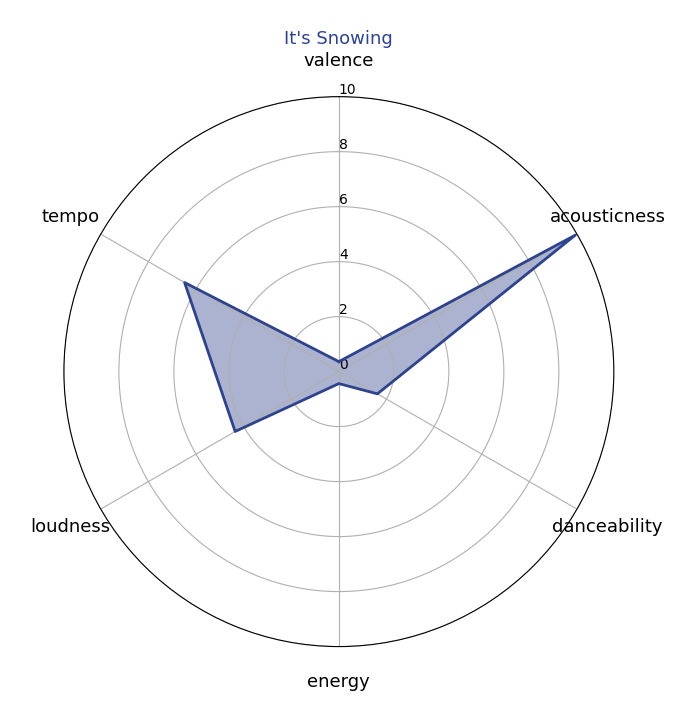 It's Snowing
valence
10
8
tempo
acousticness
6
4
2
0
loudness
danceability
energy